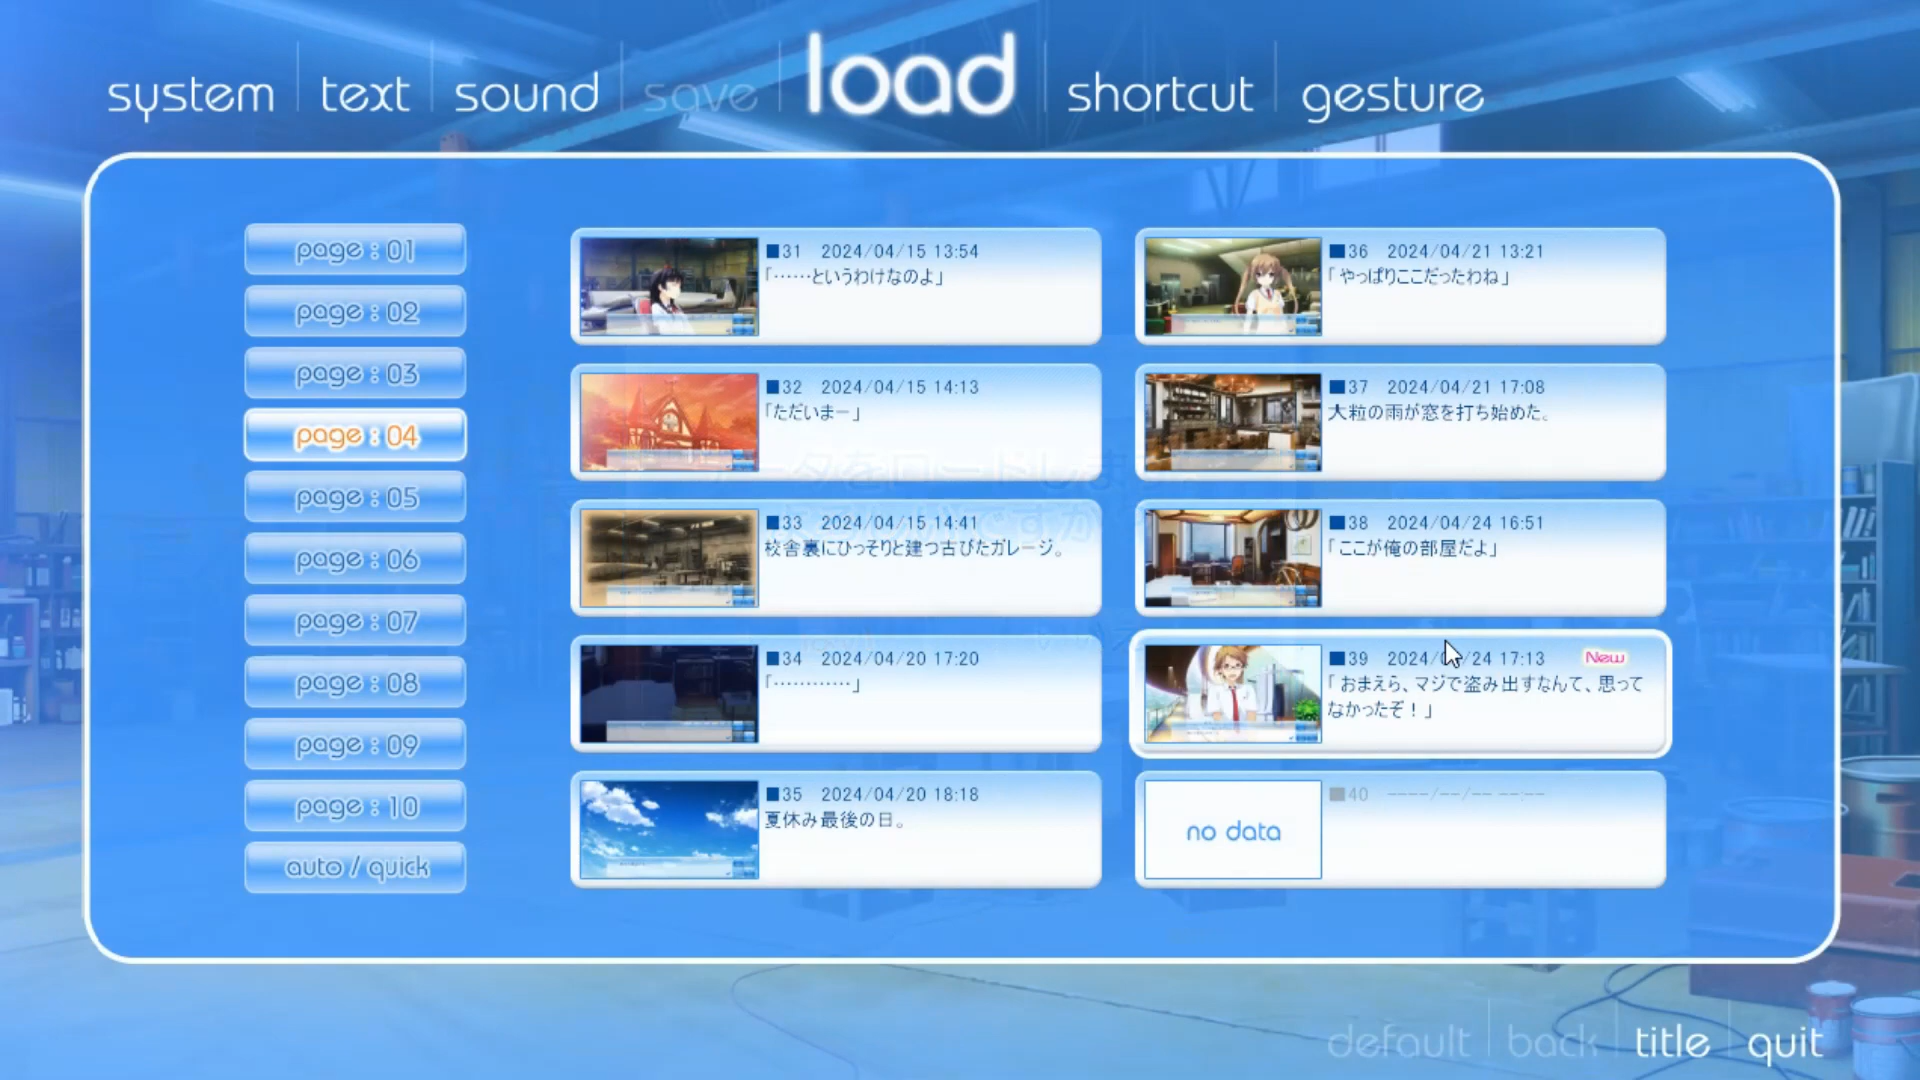 system text sound save load shortcut gesture
page : 01
page : 02
page : 03
page : 04
page : 05
page : 06
page : 07
page : 08
page : 09
page : 10
auto / quick
■31 2024/04/15 13:54
「……というわけなのよ」
■32 2024/04/15 14:13
「ただいまー」
■33 2024/04/15 14:41
校舎裏にひっそりと建つ古びたガレージ。
■34 2024/04/20 17:20
「…………」
■35 2024/04/20 18:18
夏休み最後の日。
■36 2024/04/21 13:21
「やっぱりここだったわね」
■37 2024/04/21 17:08
大粒の雨が窓を打ち始めた。
■38 2024/04/24 16:51
「ここが俺の部屋だよ」
■39 2024/04/24 17:13 New
「おまえら、マジで盗み出すなんて、思って
なかったぞ！」
■40 ----/--/-- --:--
no data
default back title quit